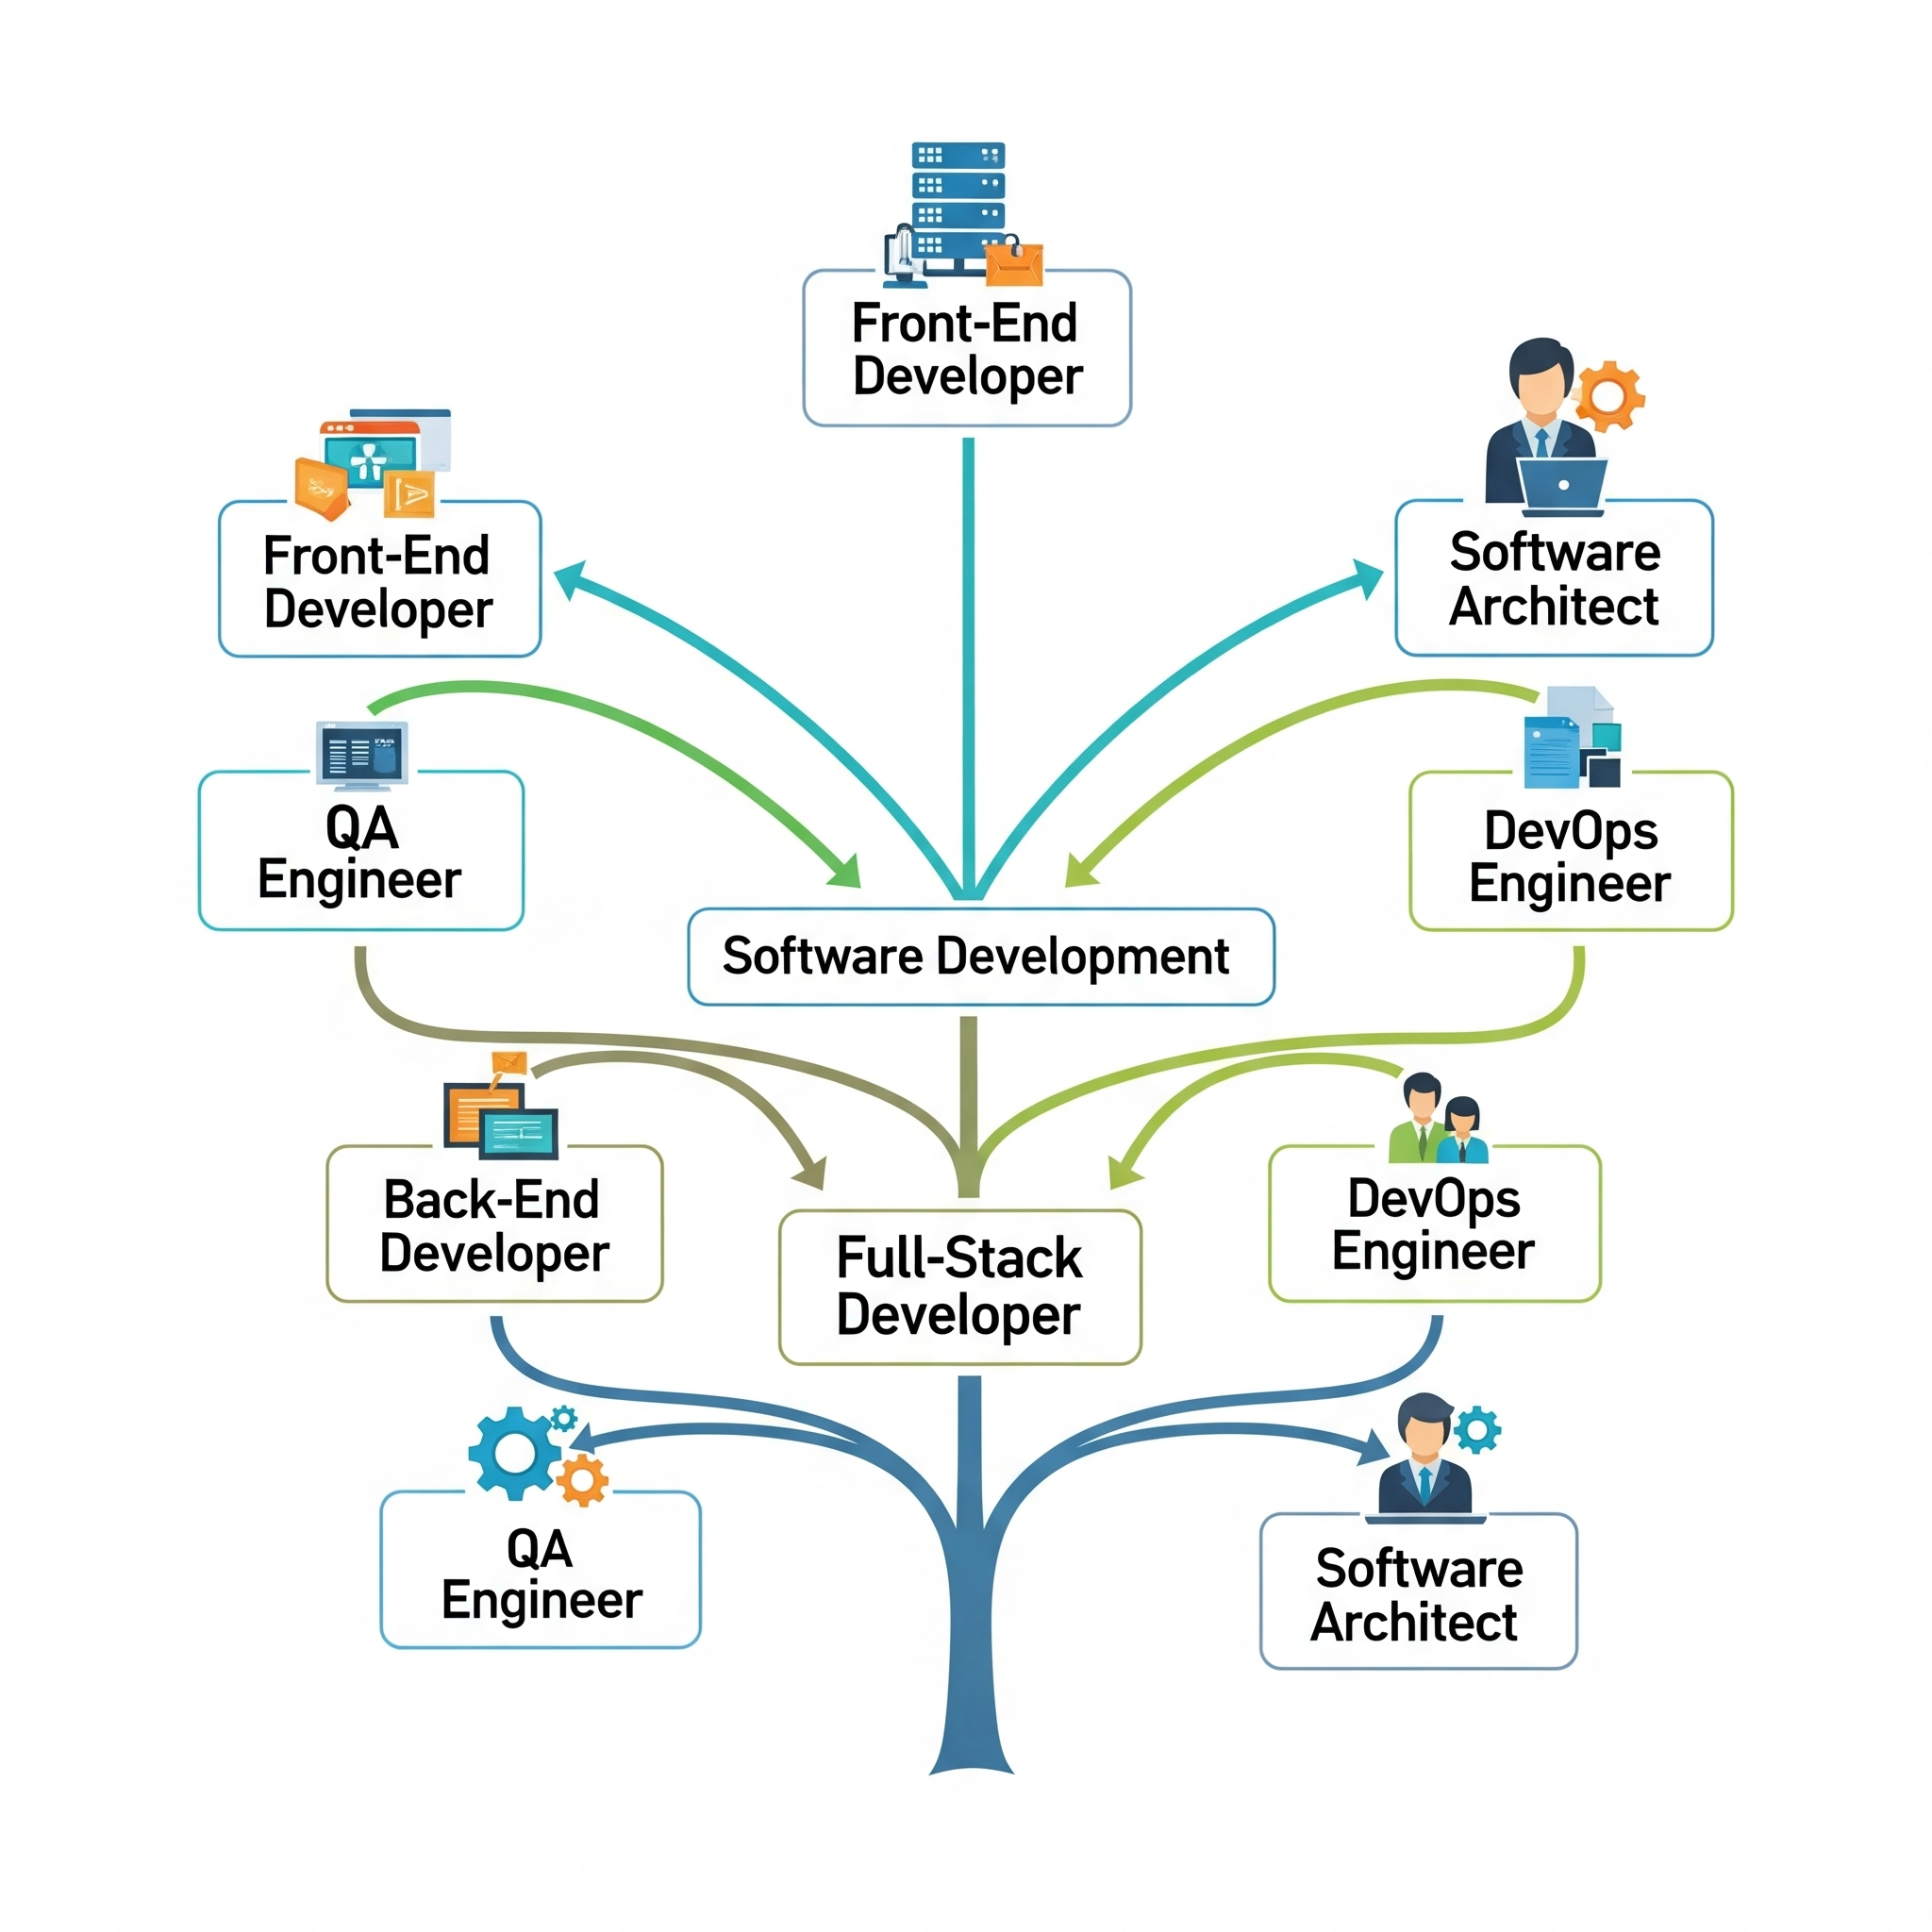 Front-End
Developer
Front-End
Developer
Software
Architect
QA
Engineer
DevOps
Engineer
Software Development
Back-End
Developer
Full-Stack
Developer
DevOps
Engineer
QA
Engineer
Software
Architect